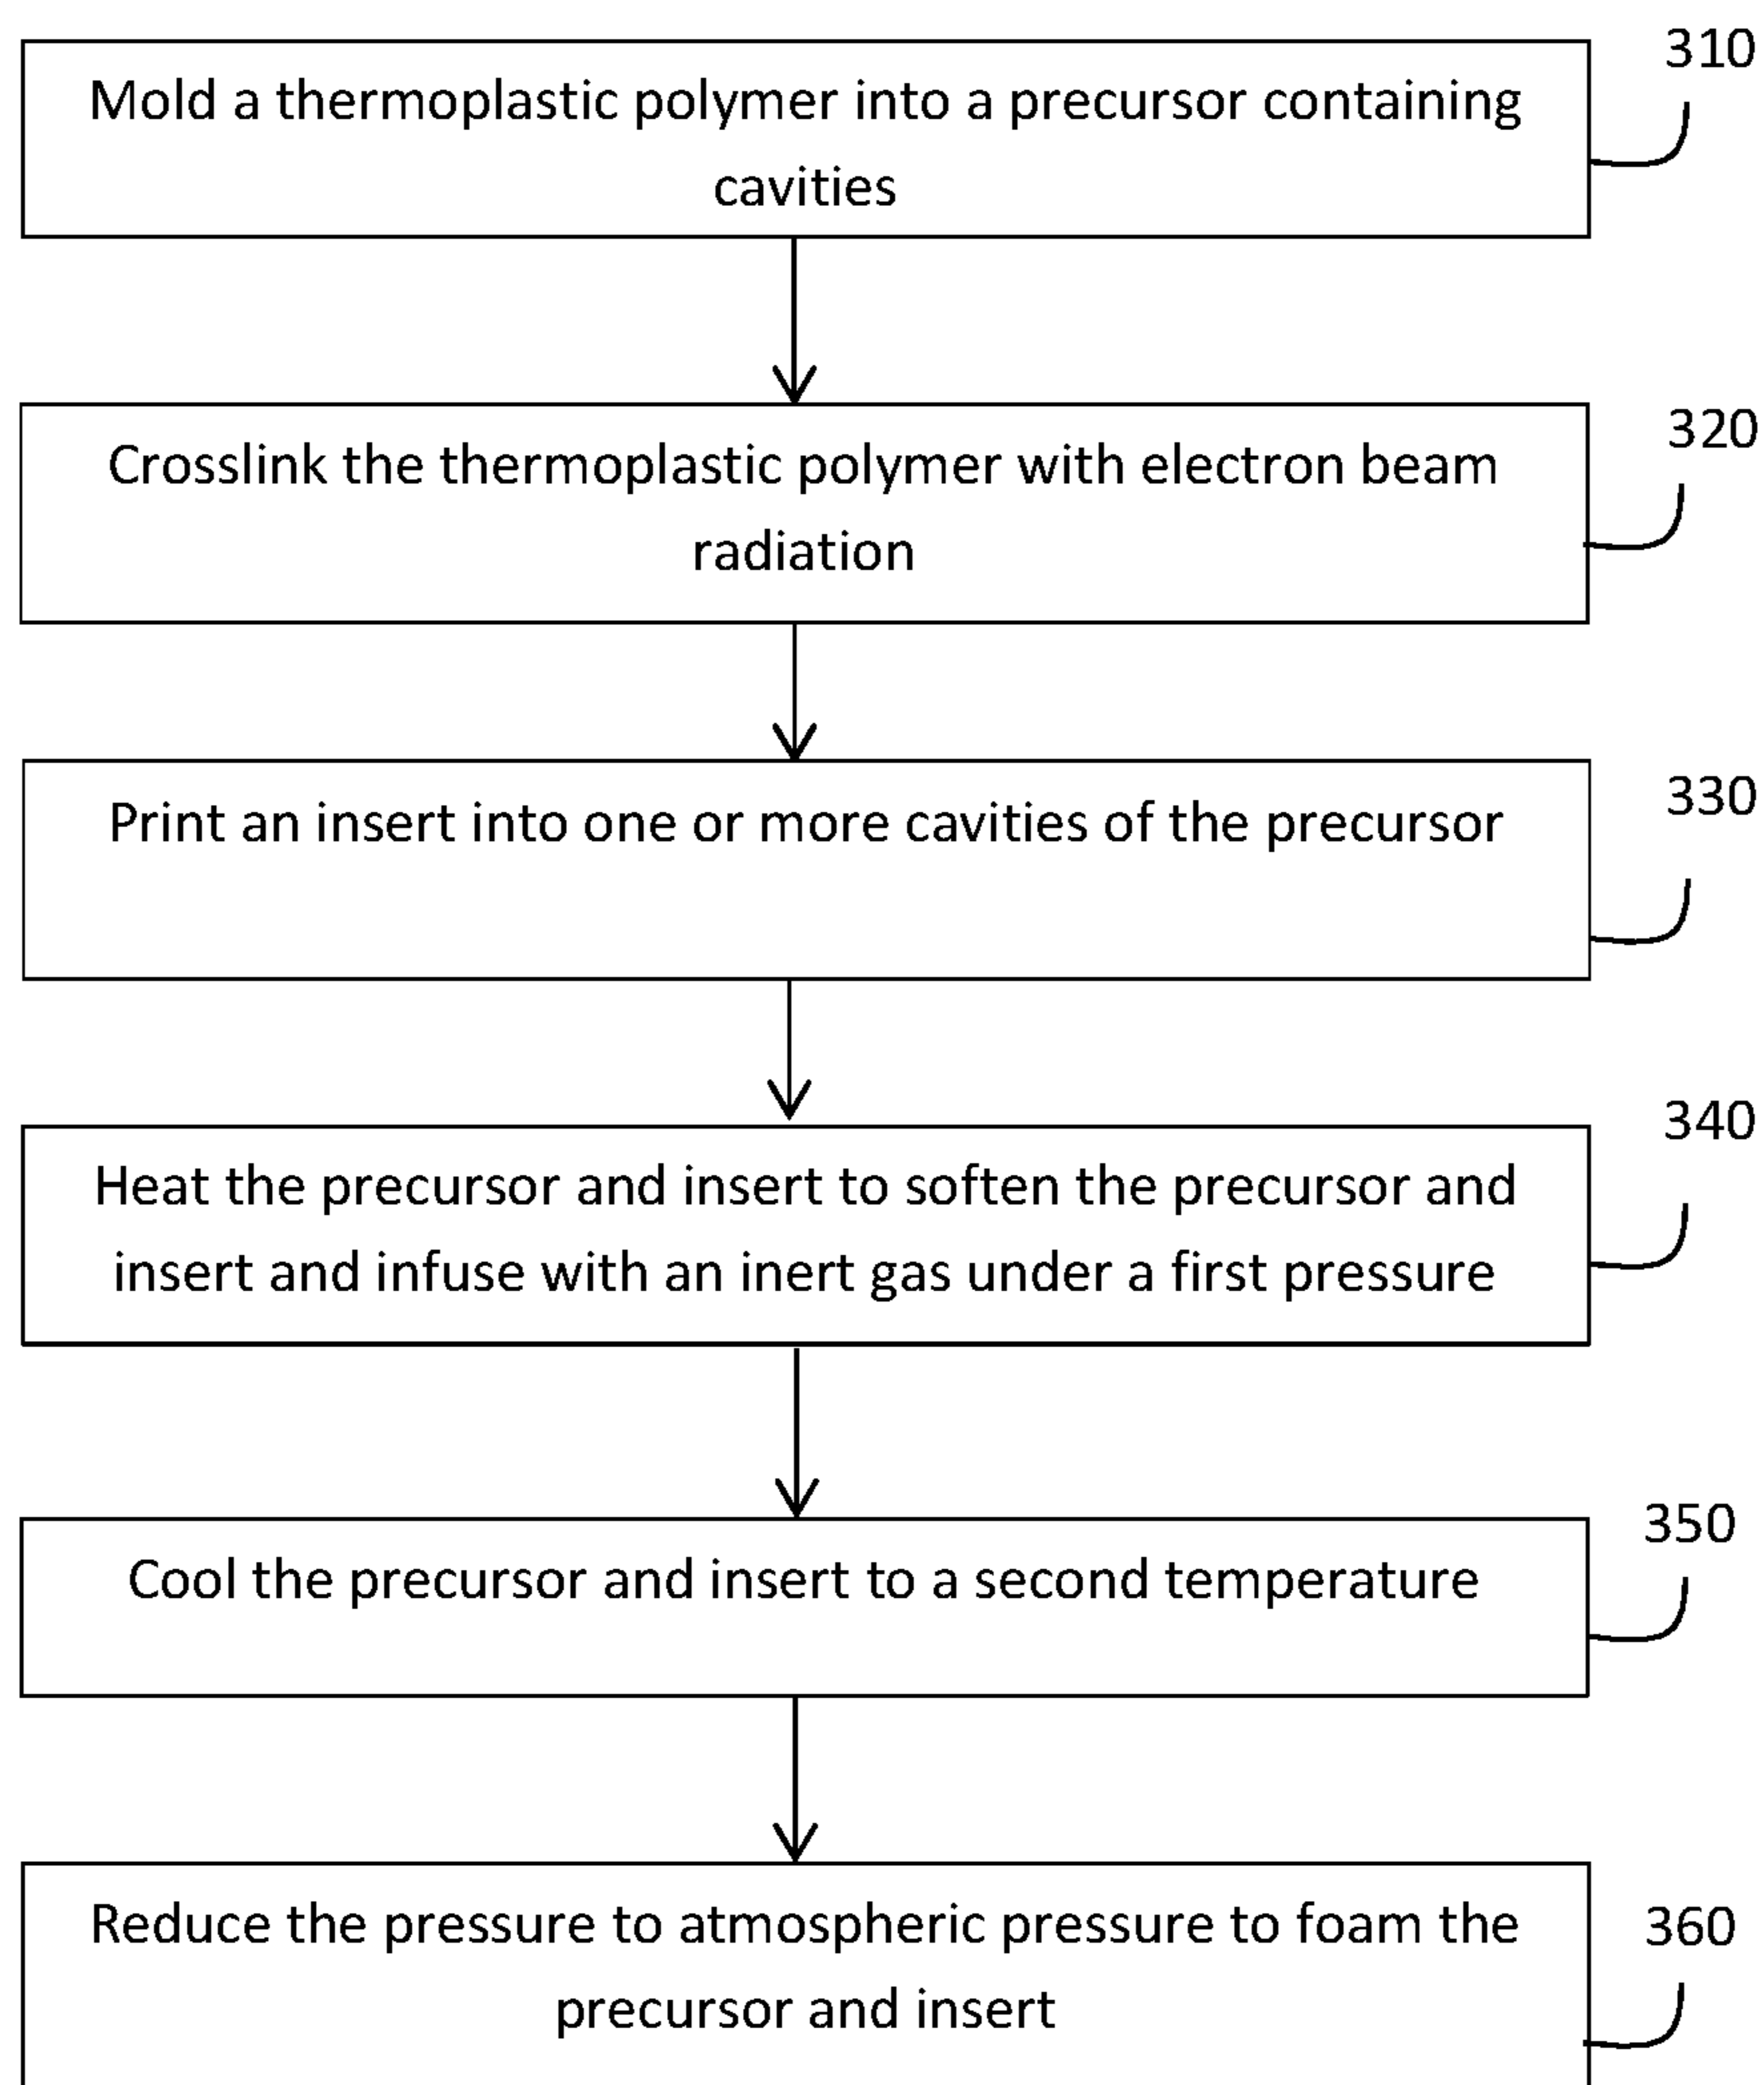 310
Mold a thermoplastic polymer into a precursor containing
cavities
320
Crosslink the thermoplastic polymer with electron beam
radiation
330
Print an insert into one or more cavities of the precursor
340
Heat the precursor and insert to soften the precursor and
insert and infuse with an inert gas under a first pressure
350
Cool the precursor and insert to a second temperature
360
Reduce the pressure to atmospheric pressure to foam the
precursor and insert